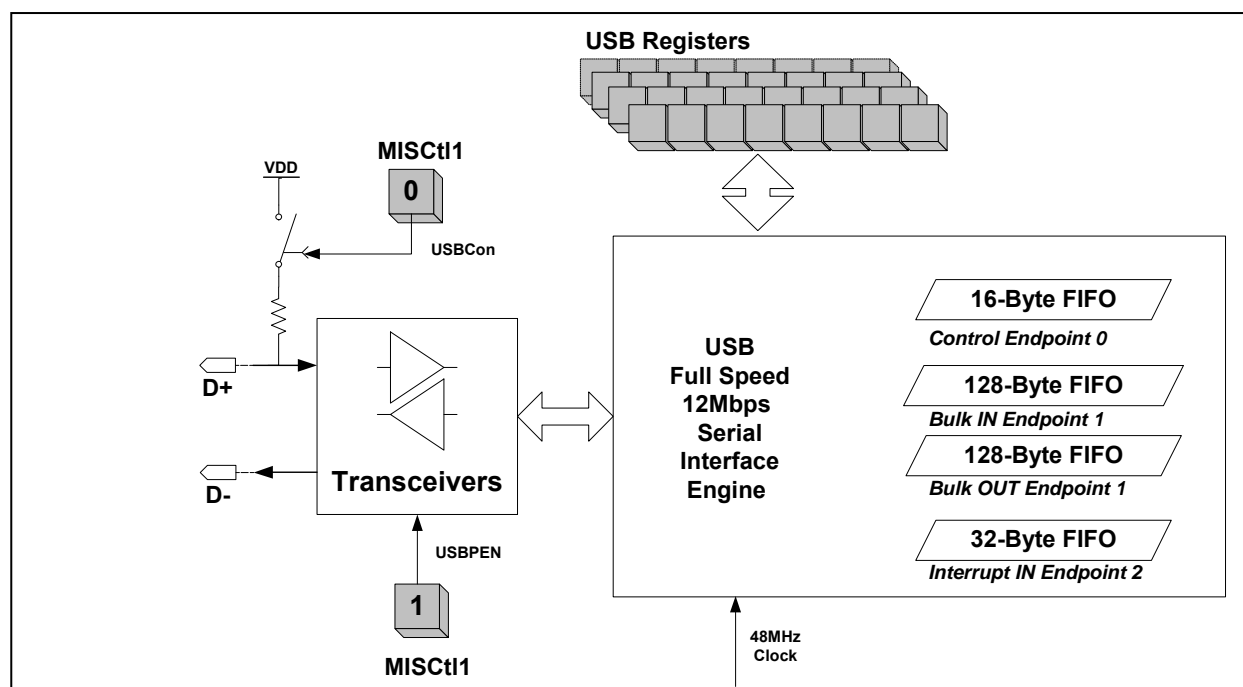 USB Registers
MISCtl1
VDD
0
USBCon
D+
D-
Transceivers
USBPEN
1
MISCtl1
USB
Full Speed
12Mbps
Serial
Interface
Engine
16-Byte FIFO
Control Endpoint 0
128-Byte FIFO
Bulk IN Endpoint 1
128-Byte FIFO
Bulk OUT Endpoint 1
32-Byte FIFO
Interrupt IN Endpoint 2
48MHz
Clock